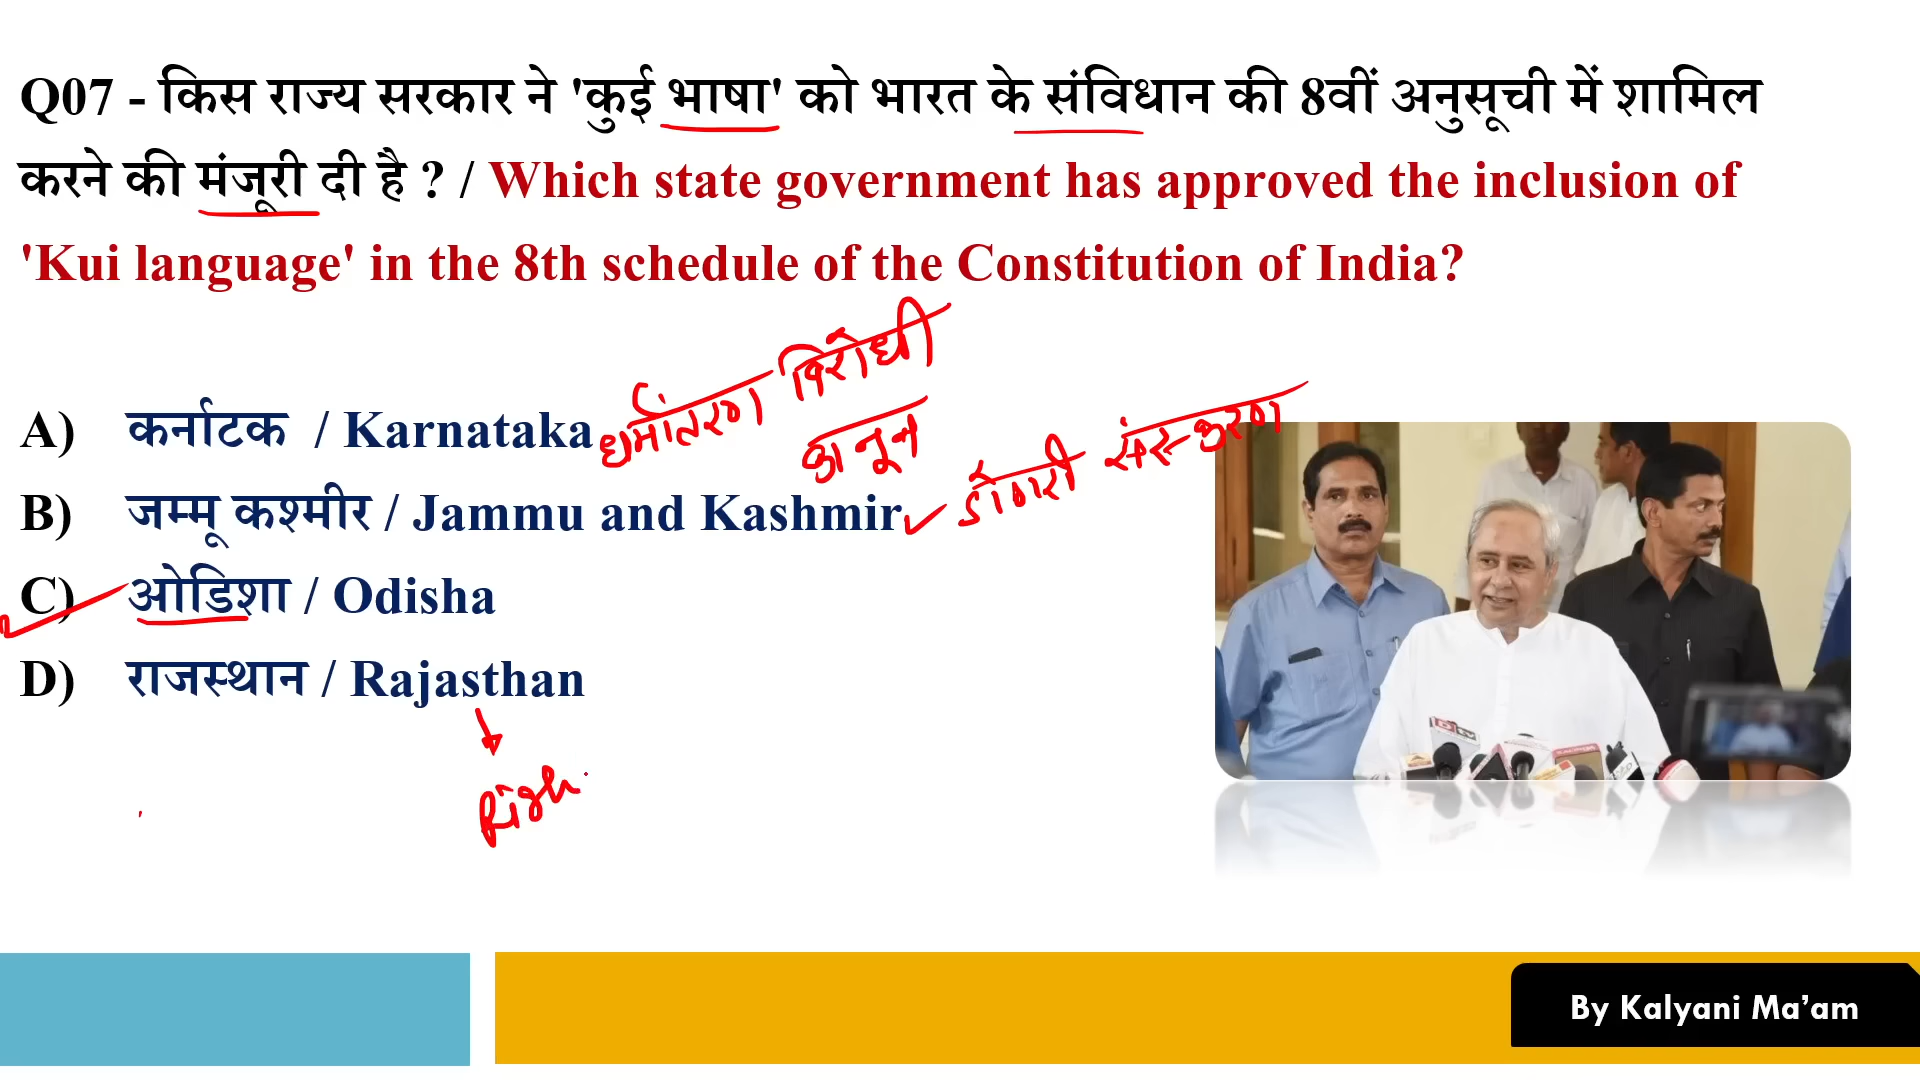 Q07 - किस राज्य सरकार ने 'कुई भाषा' को भारत के संविधान की 8वीं अनुसूची में शामिल
करने की मंजूरी दी है ? / Which state government has approved the inclusion of
'Kui language' in the 8th schedule of the Constitution of India?
A) कर्नाटक / Karnataka धर्मांतरण विरोधी
कानून
B) जम्मू कश्मीर / Jammu and Kashmir डोगरी संस्करण
C) ओडिशा / Odisha
D) राजस्थान / Rajasthan
By Kalyani Ma’am